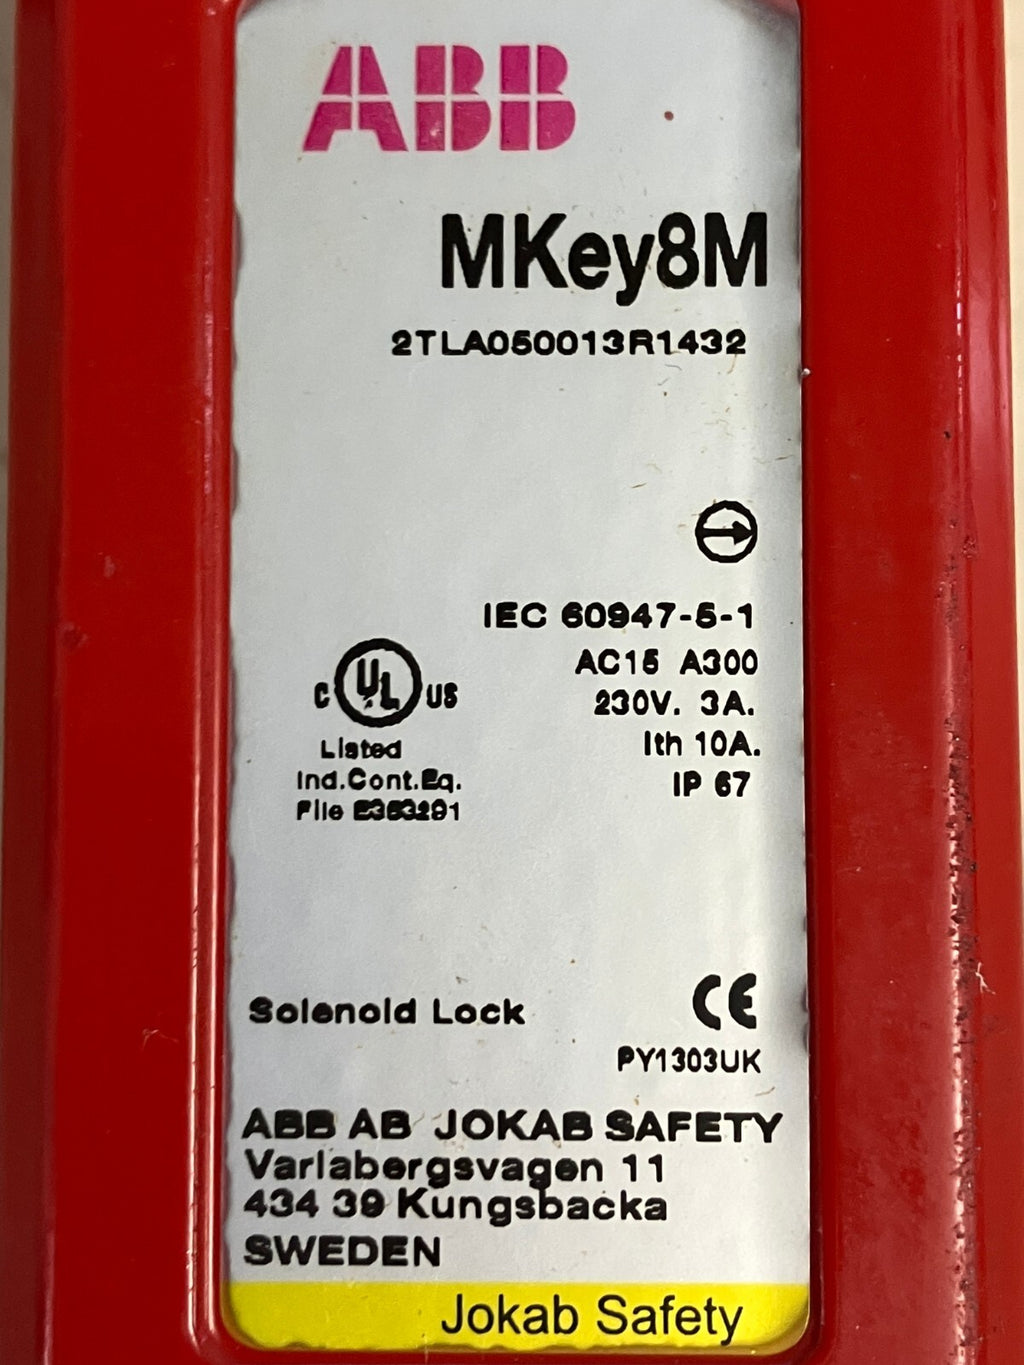 ABB
MKey8M
2TLA050013R1432
IEC 60947-5-1
AC15 A300
230V. 3A.
Ith 10A.
IP 67
C UL US
Listed
Ind.Cont.Eq.
File
Solenoid Lock
CE
PY1303UK
ABB AB JOKAB SAFETY
Varlabergsvagen 11
434 39 Kungsbacka
SWEDEN
Jokab Safety